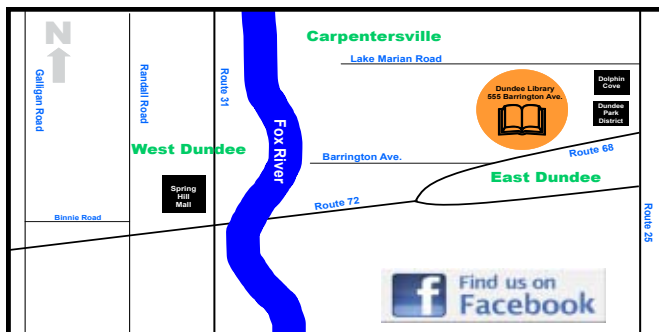 N
Galligan Road
Randall Road
Route 31
Fox River
Carpentersville
Lake Marian Road
Dundee Library
555 Barrington Ave.
Dolphin
Cove
Dundee
Park
District
West Dundee
Barrington Ave.
Route 68
East Dundee
Spring
Hill
Mall
Route 72
Binnie Road
Route 25
f
Find us on
Facebook